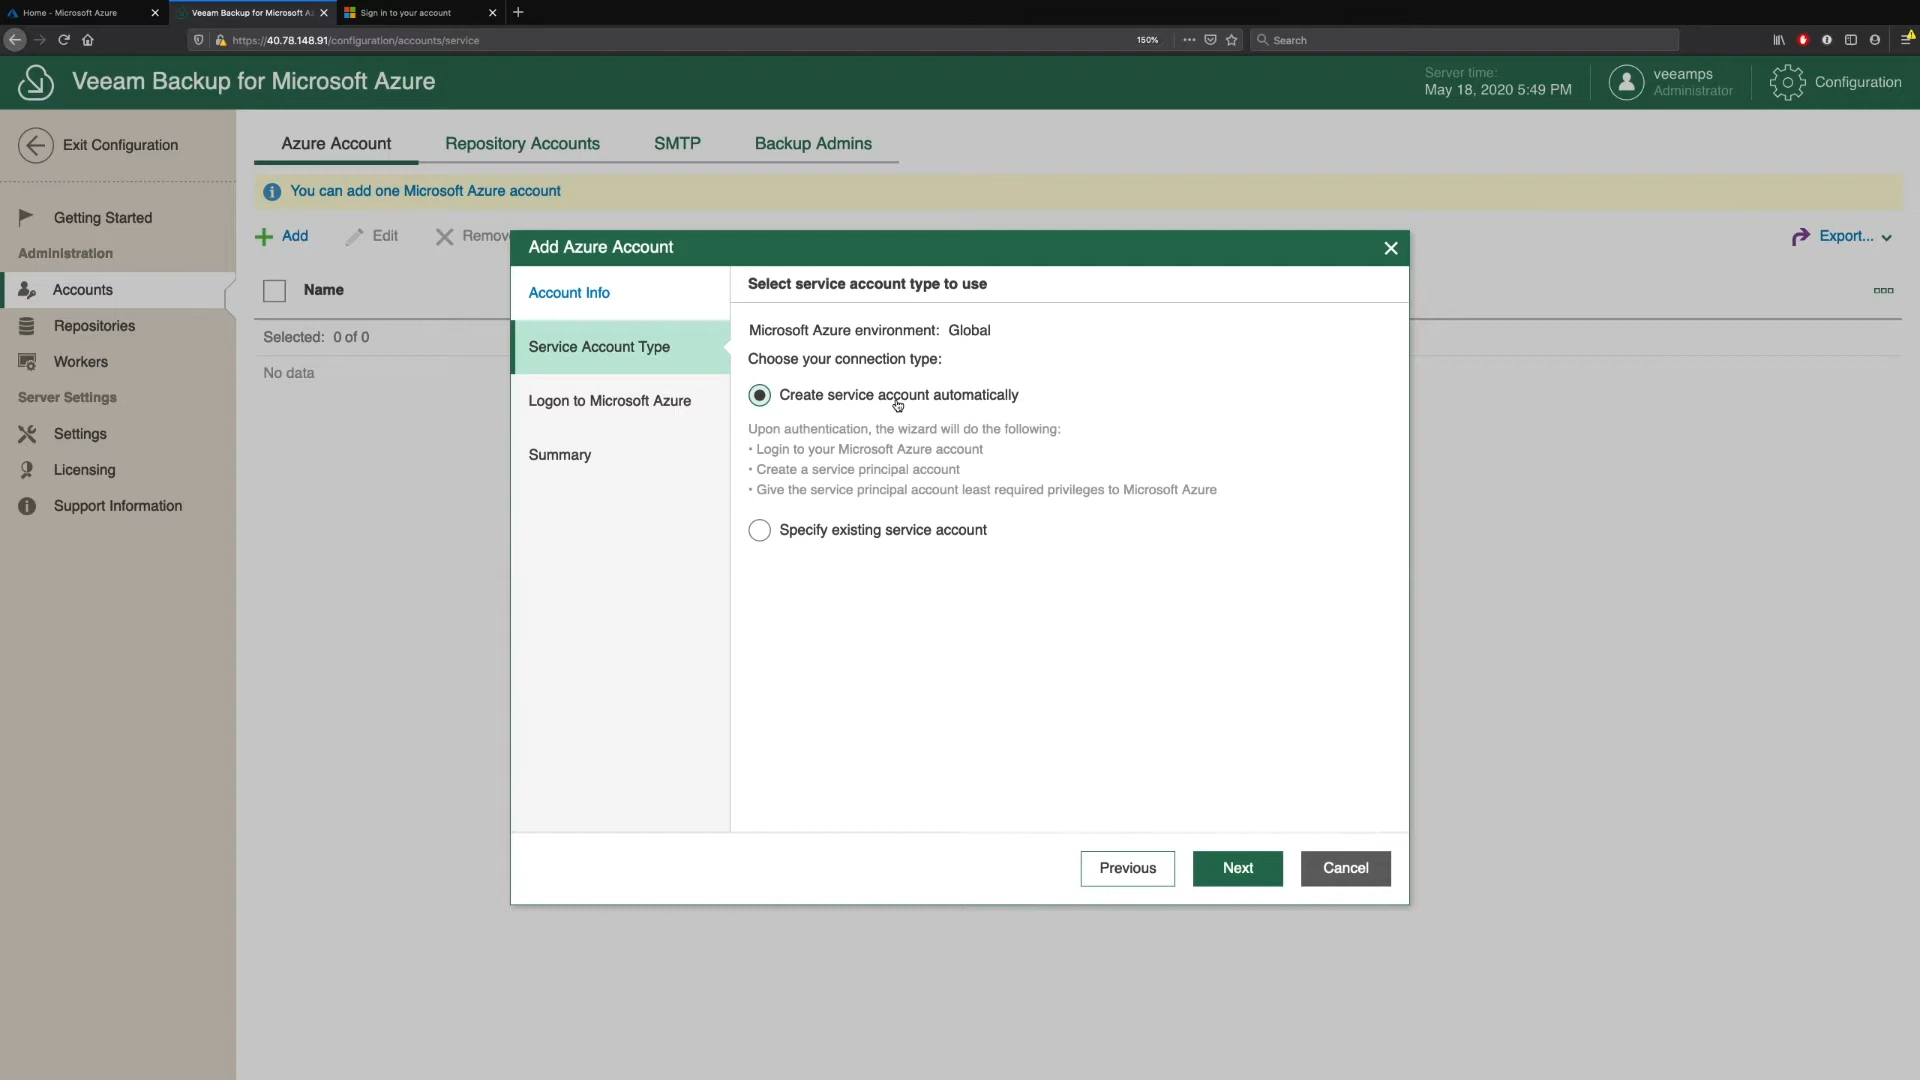 Home - Microsoft Azure
Veeam Backup for Microsoft Az
Sign in to your account
https://40.78.148.91/configuration/accounts/service
150%
Search
Veeam Backup for Microsoft Azure
Server time:
May 18, 2020 5:49 PM
veeamps
Administrator
Configuration
Exit Configuration
Getting Started
Administration
Accounts
Repositories
Workers
Server Settings
Settings
Licensing
Support Information
Azure Account
Repository Accounts
SMTP
Backup Admins
You can add one Microsoft Azure account
Add
Edit
Remov
Export...
Name
Selected: 0 of 0
No data
Add Azure Account
Account Info
Service Account Type
Logon to Microsoft Azure
Summary
Select service account type to use
Microsoft Azure environment: Global
Choose your connection type:
Create service account automatically
Upon authentication, the wizard will do the following:
• Login to your Microsoft Azure account
• Create a service principal account
• Give the service principal account least required privileges to Microsoft Azure
Specify existing service account
Previous
Next
Cancel